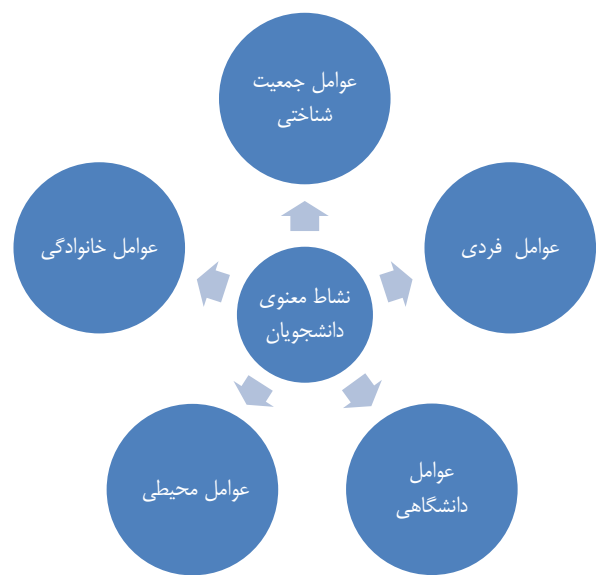 عوامل جمعیت
شناختی
عوامل فردی
عوامل
دانشگاهی
عوامل محیطی
عوامل خانوادگی
نشاط معنوی
دانشجویان